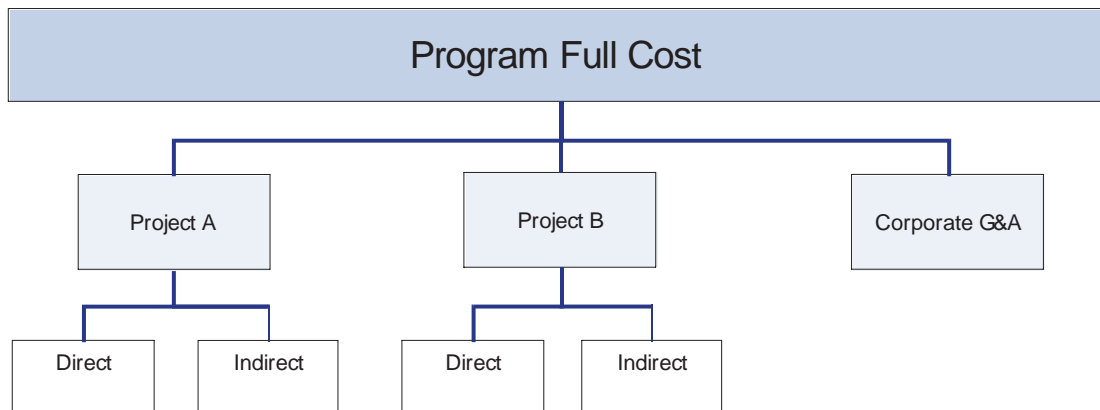 Program Full Cost
Project A
Project B
Corporate G&A
Direct
Indirect
Direct
Indirect